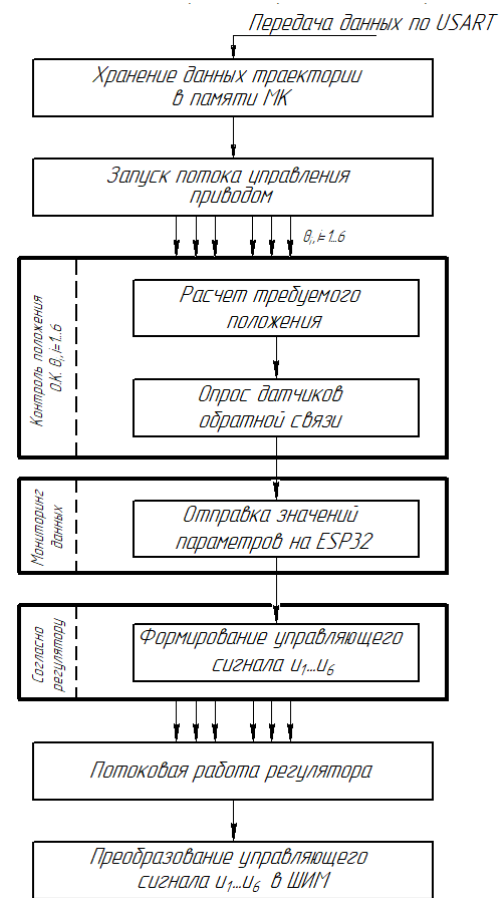 Передача данных по USART
Хранение данных траектории
в памяти МК
Запуск потока управления
приводом
θᵢ, i=1..6
Контроль положения
О.К. θᵢ, i=1..6
Расчет требуемого
положения
Опрос датчиков
обратной связи
Мониторинг
данных
Отправка значений
параметров на ESP32
Согласно
регулятору
Формирование управляющего
сигнала u₁...u₆
Потоковая работа регулятора
Преобразование управляющего
сигнала u₁...u₆ в ШИМ